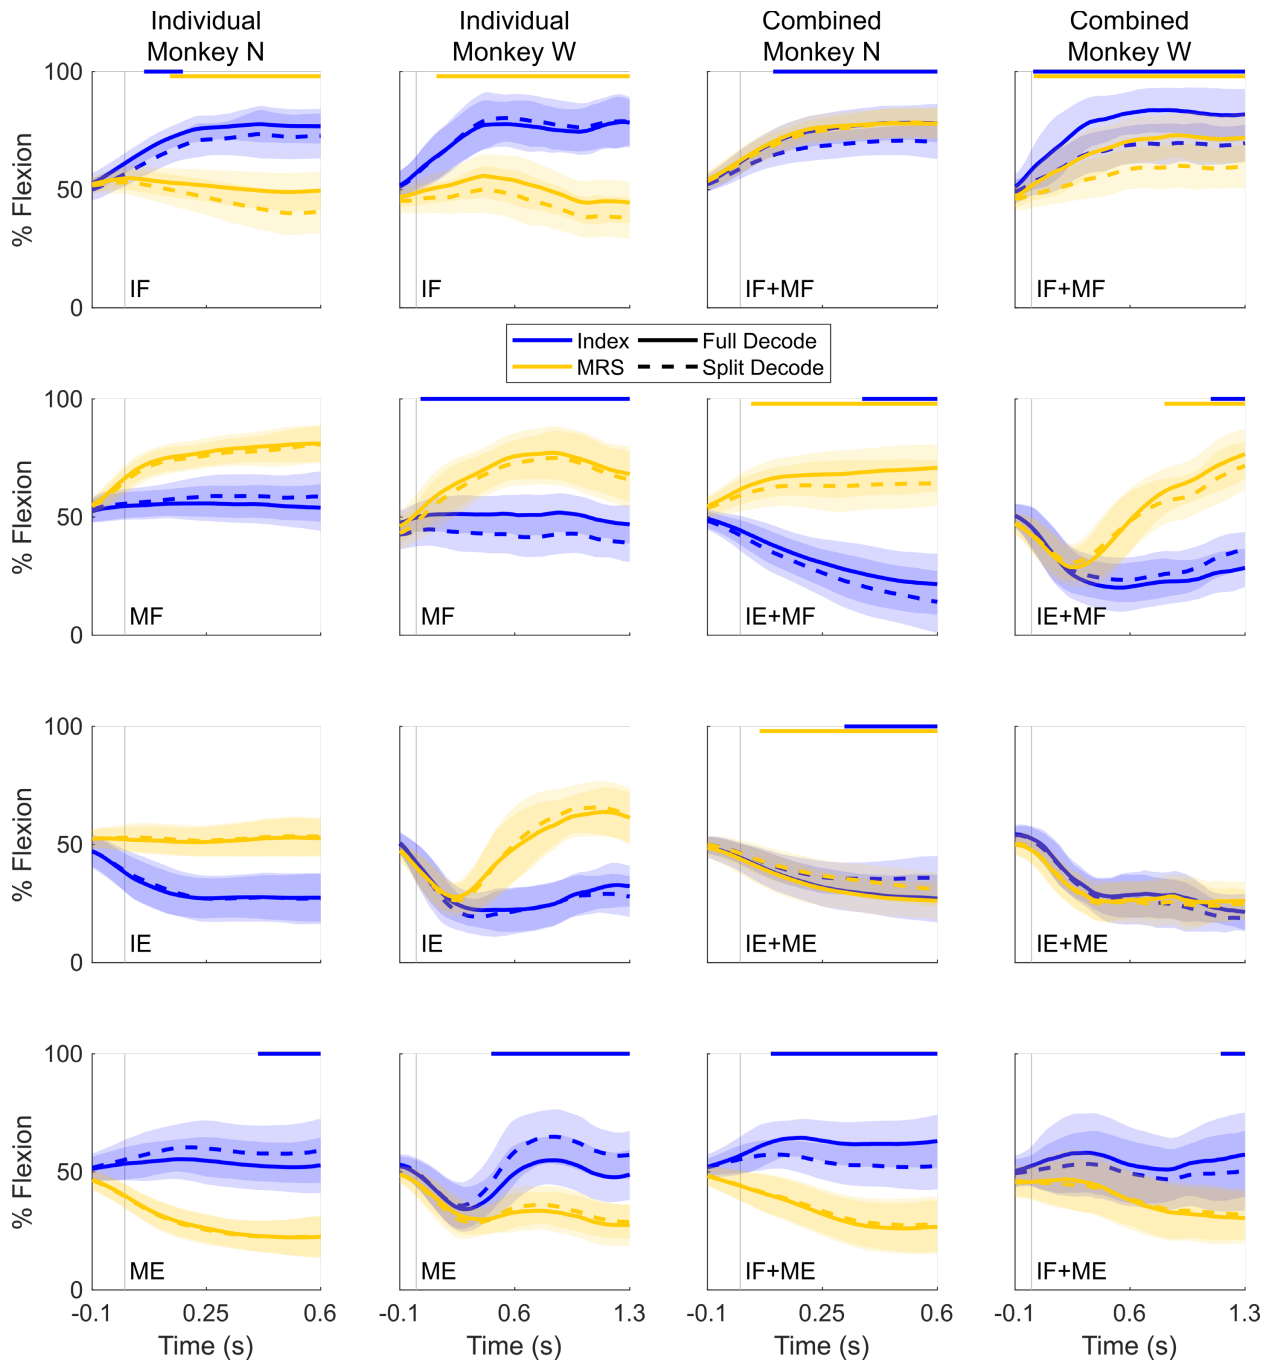 Individual
Monkey N
Individual
Monkey W
Combined
Monkey N
Combined
Monkey W
100
50
0
% Flexion
IF
IF
IF+MF
IF+MF
Index
Full Decode
MRS
Split Decode
100
50
0
% Flexion
MF
MF
IE+MF
IE+MF
100
50
0
% Flexion
IE
IE
IE+ME
IE+ME
100
50
0
% Flexion
ME
ME
IF+ME
IF+ME
-0.1 0.25 0.6
-0.1 0.6 1.3
-0.1 0.25 0.6
-0.1 0.6 1.3
Time (s)
Time (s)
Time (s)
Time (s)